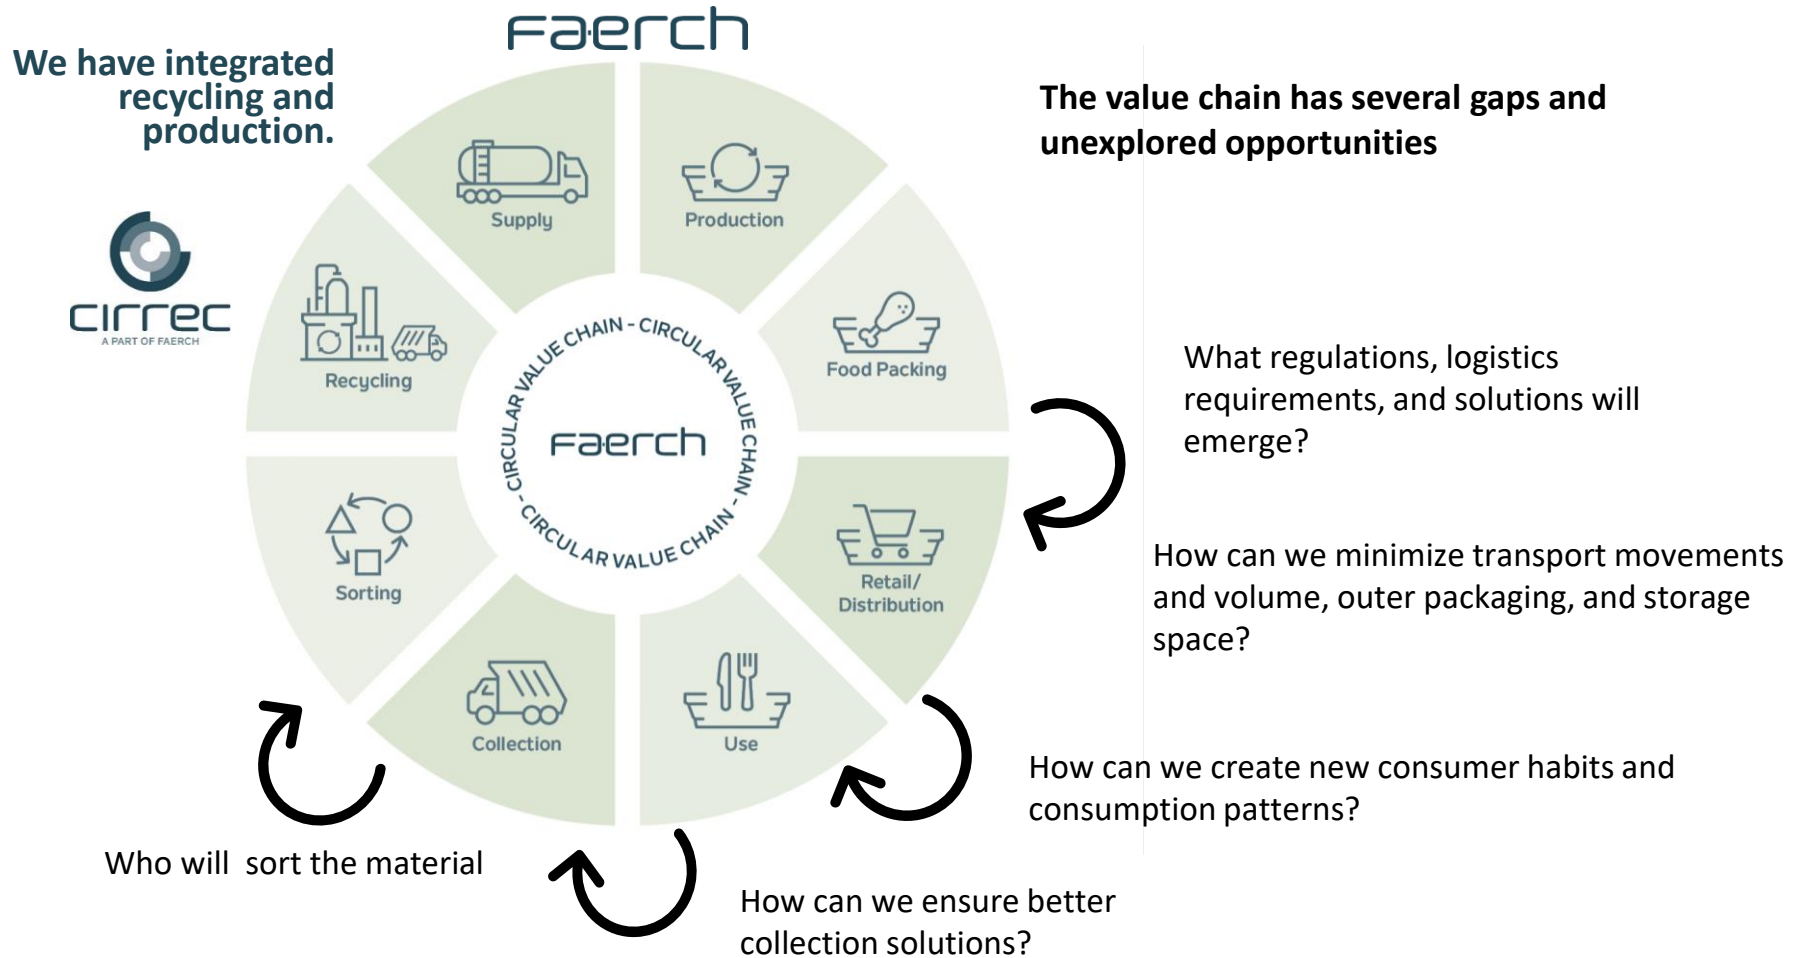 Faerch
We have integrated
recycling and
production.
The value chain has several gaps and
unexplored opportunities
Supply
Production
cirrec
A PART OF FAERCH
Recycling
Food Packing
CIRCULAR VALUE CHAIN - CIRCULAR VALUE CHAIN - CIRCULAR VALUE CHAIN -
Faerch
What regulations, logistics
requirements, and solutions will
emerge?
Sorting
Retail/
Distribution
How can we minimize transport movements
and volume, outer packaging, and storage
space?
Collection
Use
How can we create new consumer habits and
consumption patterns?
Who will  sort the material
How can we ensure better
collection solutions?